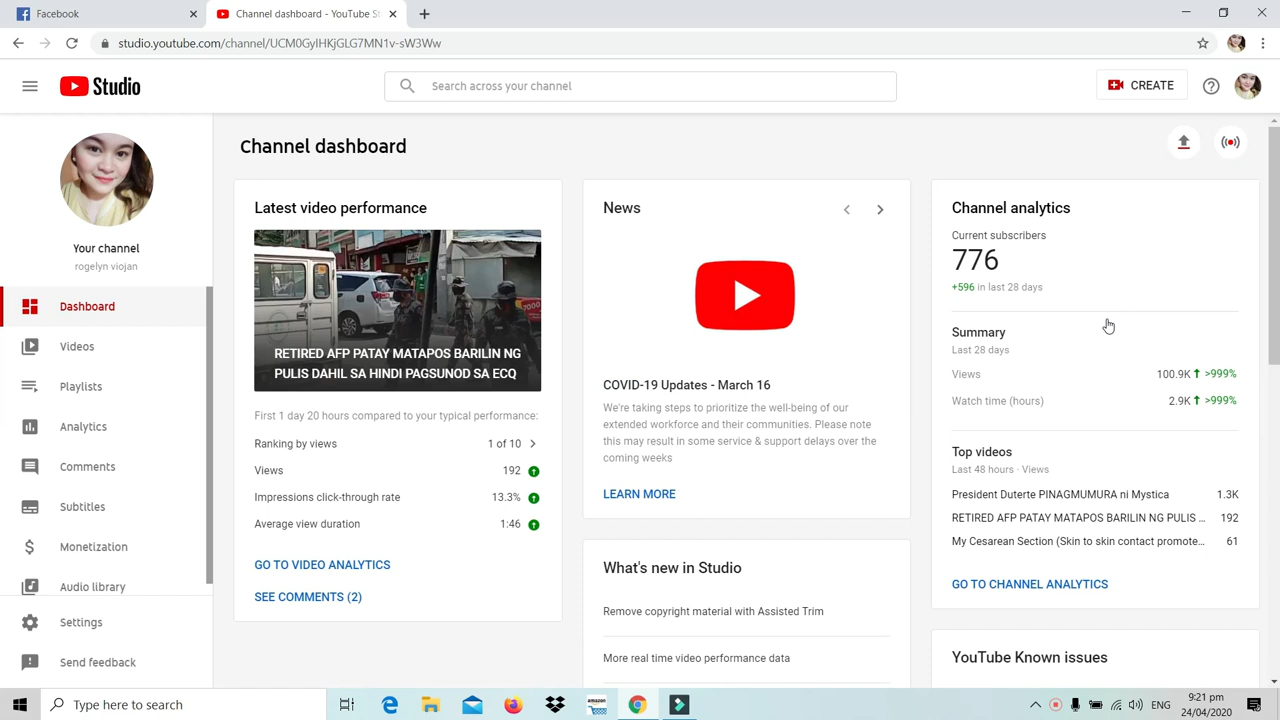 Facebook
Channel dashboard - YouTube St
studio.youtube.com/channel/UCM0GyIHKjGLG7MN1v-sW3Ww
Studio
Search across your channel
CREATE
Your channel
rogelyn viojan
Dashboard
Videos
Playlists
Analytics
Comments
Subtitles
Monetization
Audio library
Settings
Send feedback
Channel dashboard
Latest video performance
RETIRED AFP PATAY MATAPOS BARILIN NG
PULIS DAHIL SA HINDI PAGSUNOD SA ECQ
First 1 day 20 hours compared to your typical performance:
Ranking by views 1 of 10
Views 192
Impressions click-through rate 13.3%
Average view duration 1:46
GO TO VIDEO ANALYTICS
SEE COMMENTS (2)
News
COVID-19 Updates - March 16
We're taking steps to prioritize the well-being of our
extended workforce and their communities. Please note
this may result in some service & support delays over the
coming weeks
LEARN MORE
What's new in Studio
Remove copyright material with Assisted Trim
More real time video performance data
Channel analytics
Current subscribers
776
+596 in last 28 days
Summary
Last 28 days
Views 100.9K >999%
Watch time (hours) 2.9K >999%
Top videos
Last 48 hours · Views
President Duterte PINAGMUMURA ni Mystica 1.3K
RETIRED AFP PATAY MATAPOS BARILIN NG PULIS ... 192
My Cesarean Section (Skin to skin contact promote... 61
GO TO CHANNEL ANALYTICS
YouTube Known issues
Type here to search
amazon
ENG
9:21 pm
24/04/2020